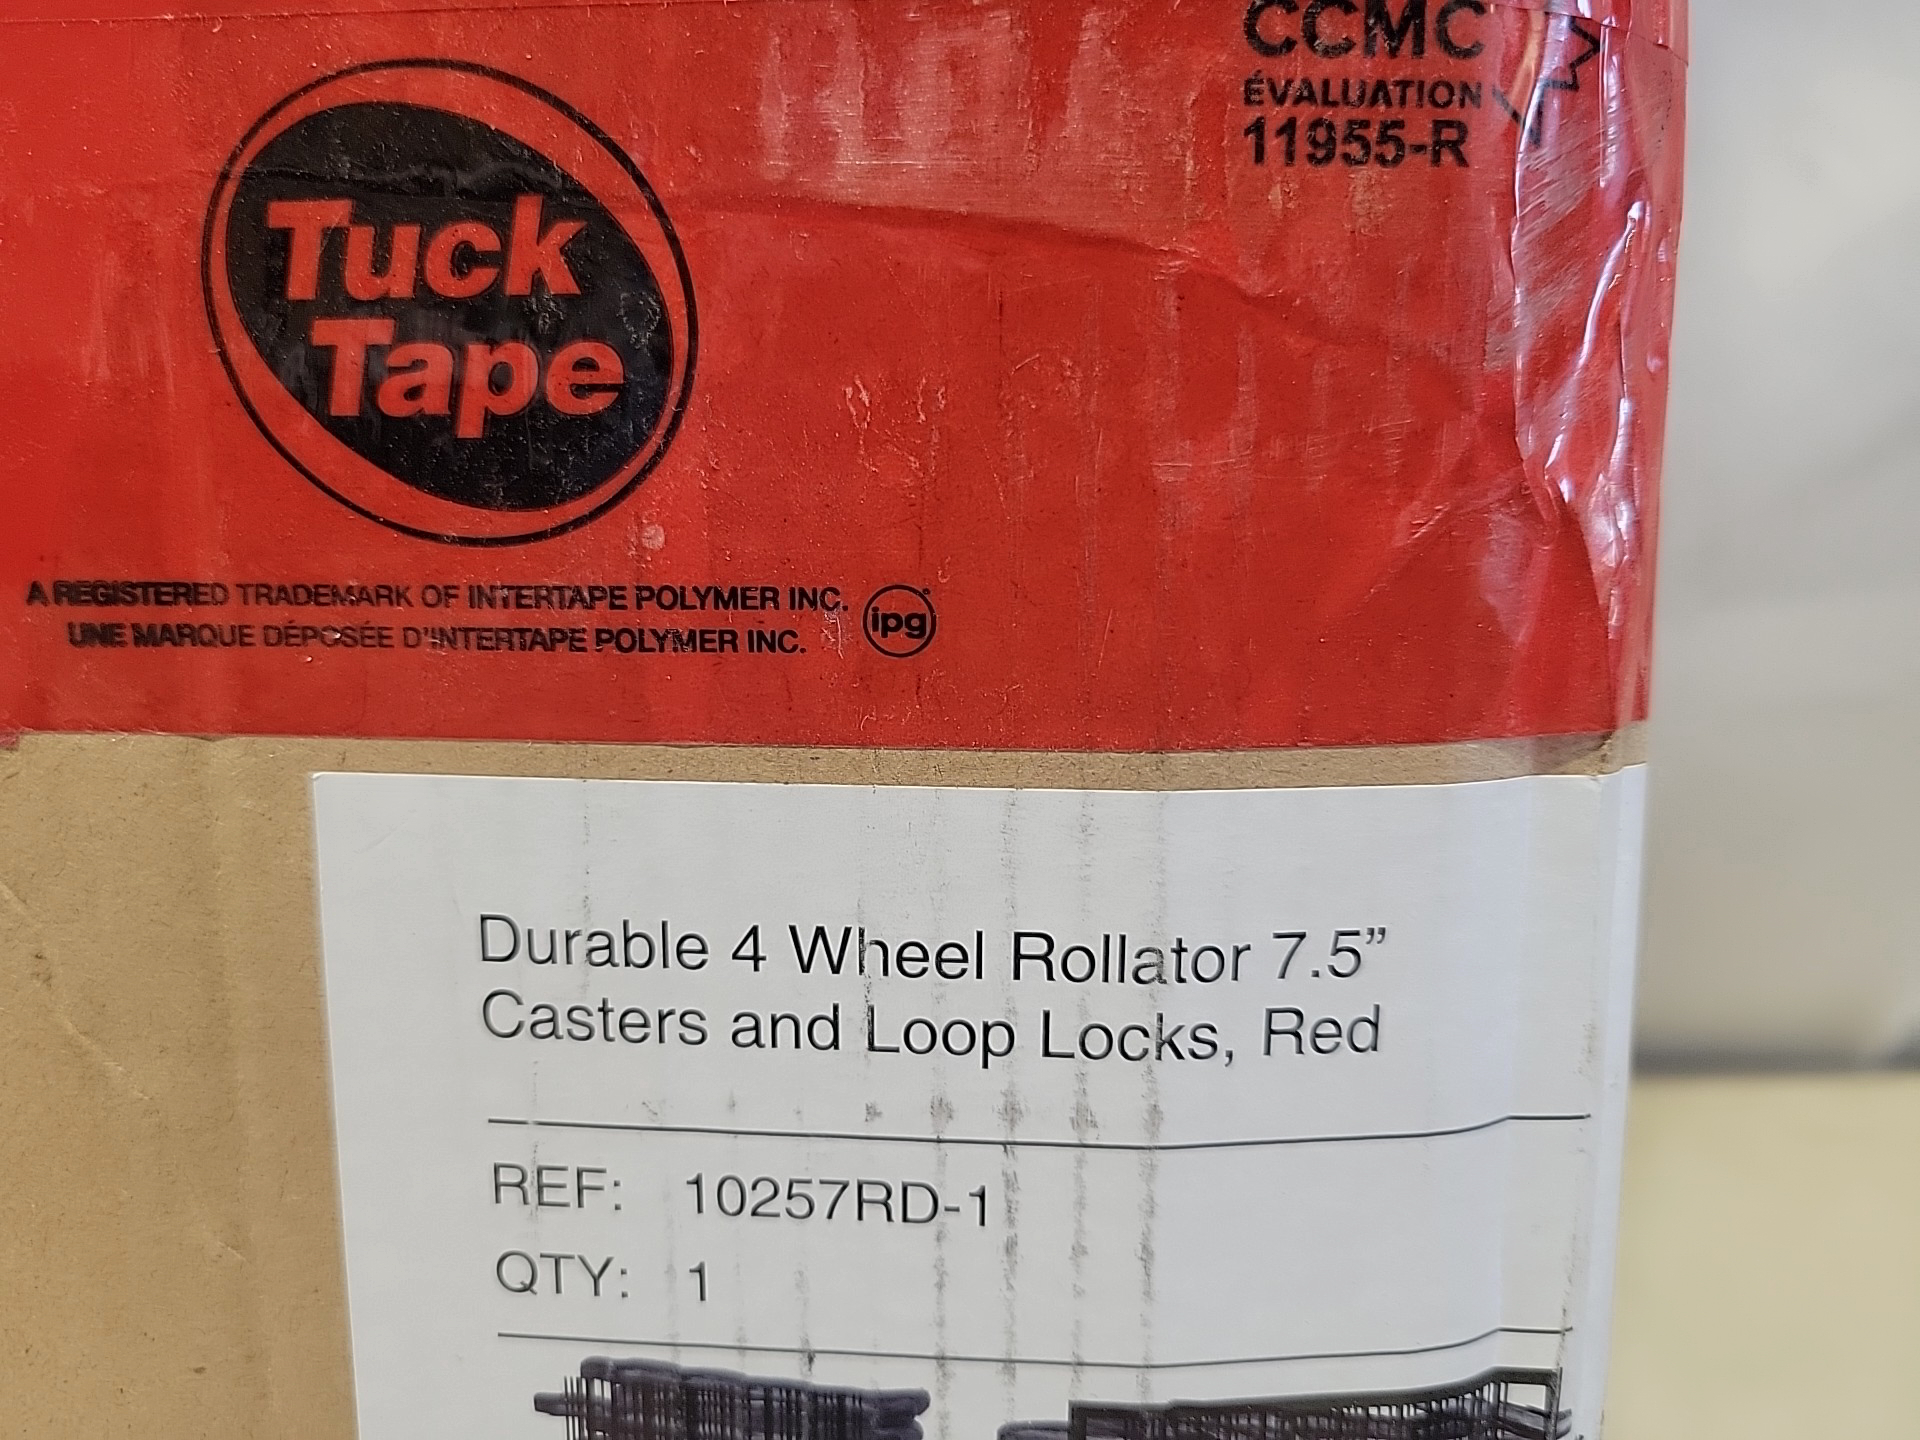 CCMC
ÉVALUATION
11955-R
Tuck
Tape
A REGISTERED TRADEMARK OF INTERTAPE POLYMER INC.
UNE MARQUE DÉPOSÉE D'INTERTAPE POLYMER INC.
ipg
Durable 4 Wheel Rollator 7.5”
Casters and Loop Locks, Red
REF: 10257RD-1
QTY: 1